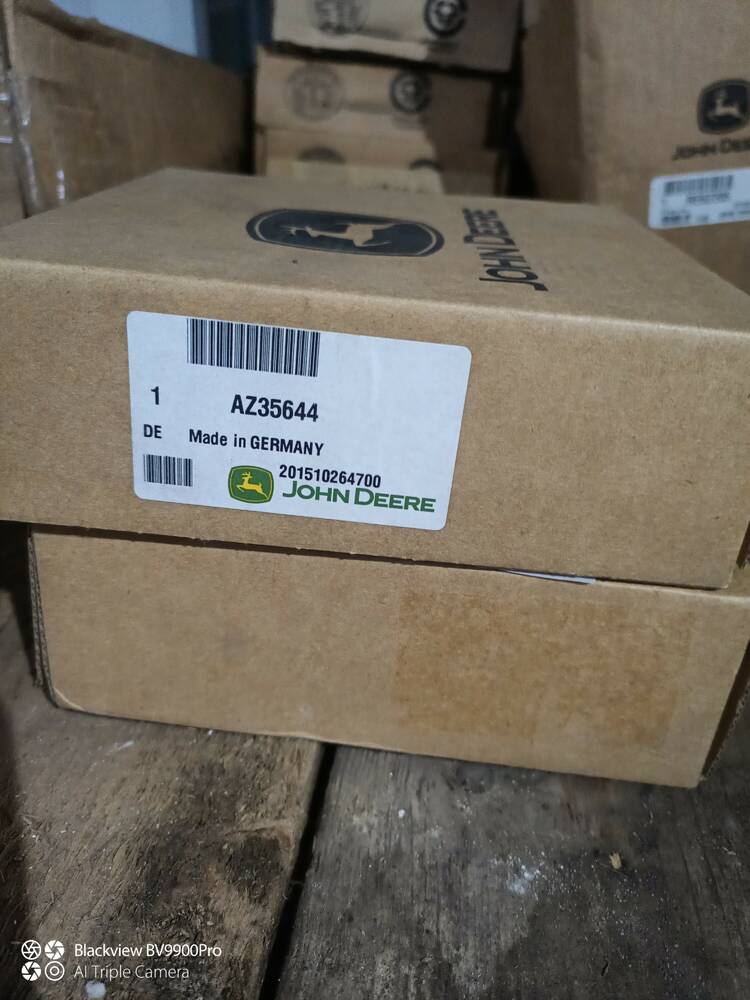 JOHN DEERE
JOHN DEERE
1 AZ35644
DE Made in GERMANY
201510264700
JOHN DEERE
Blackview BV9900Pro
AI Triple Camera